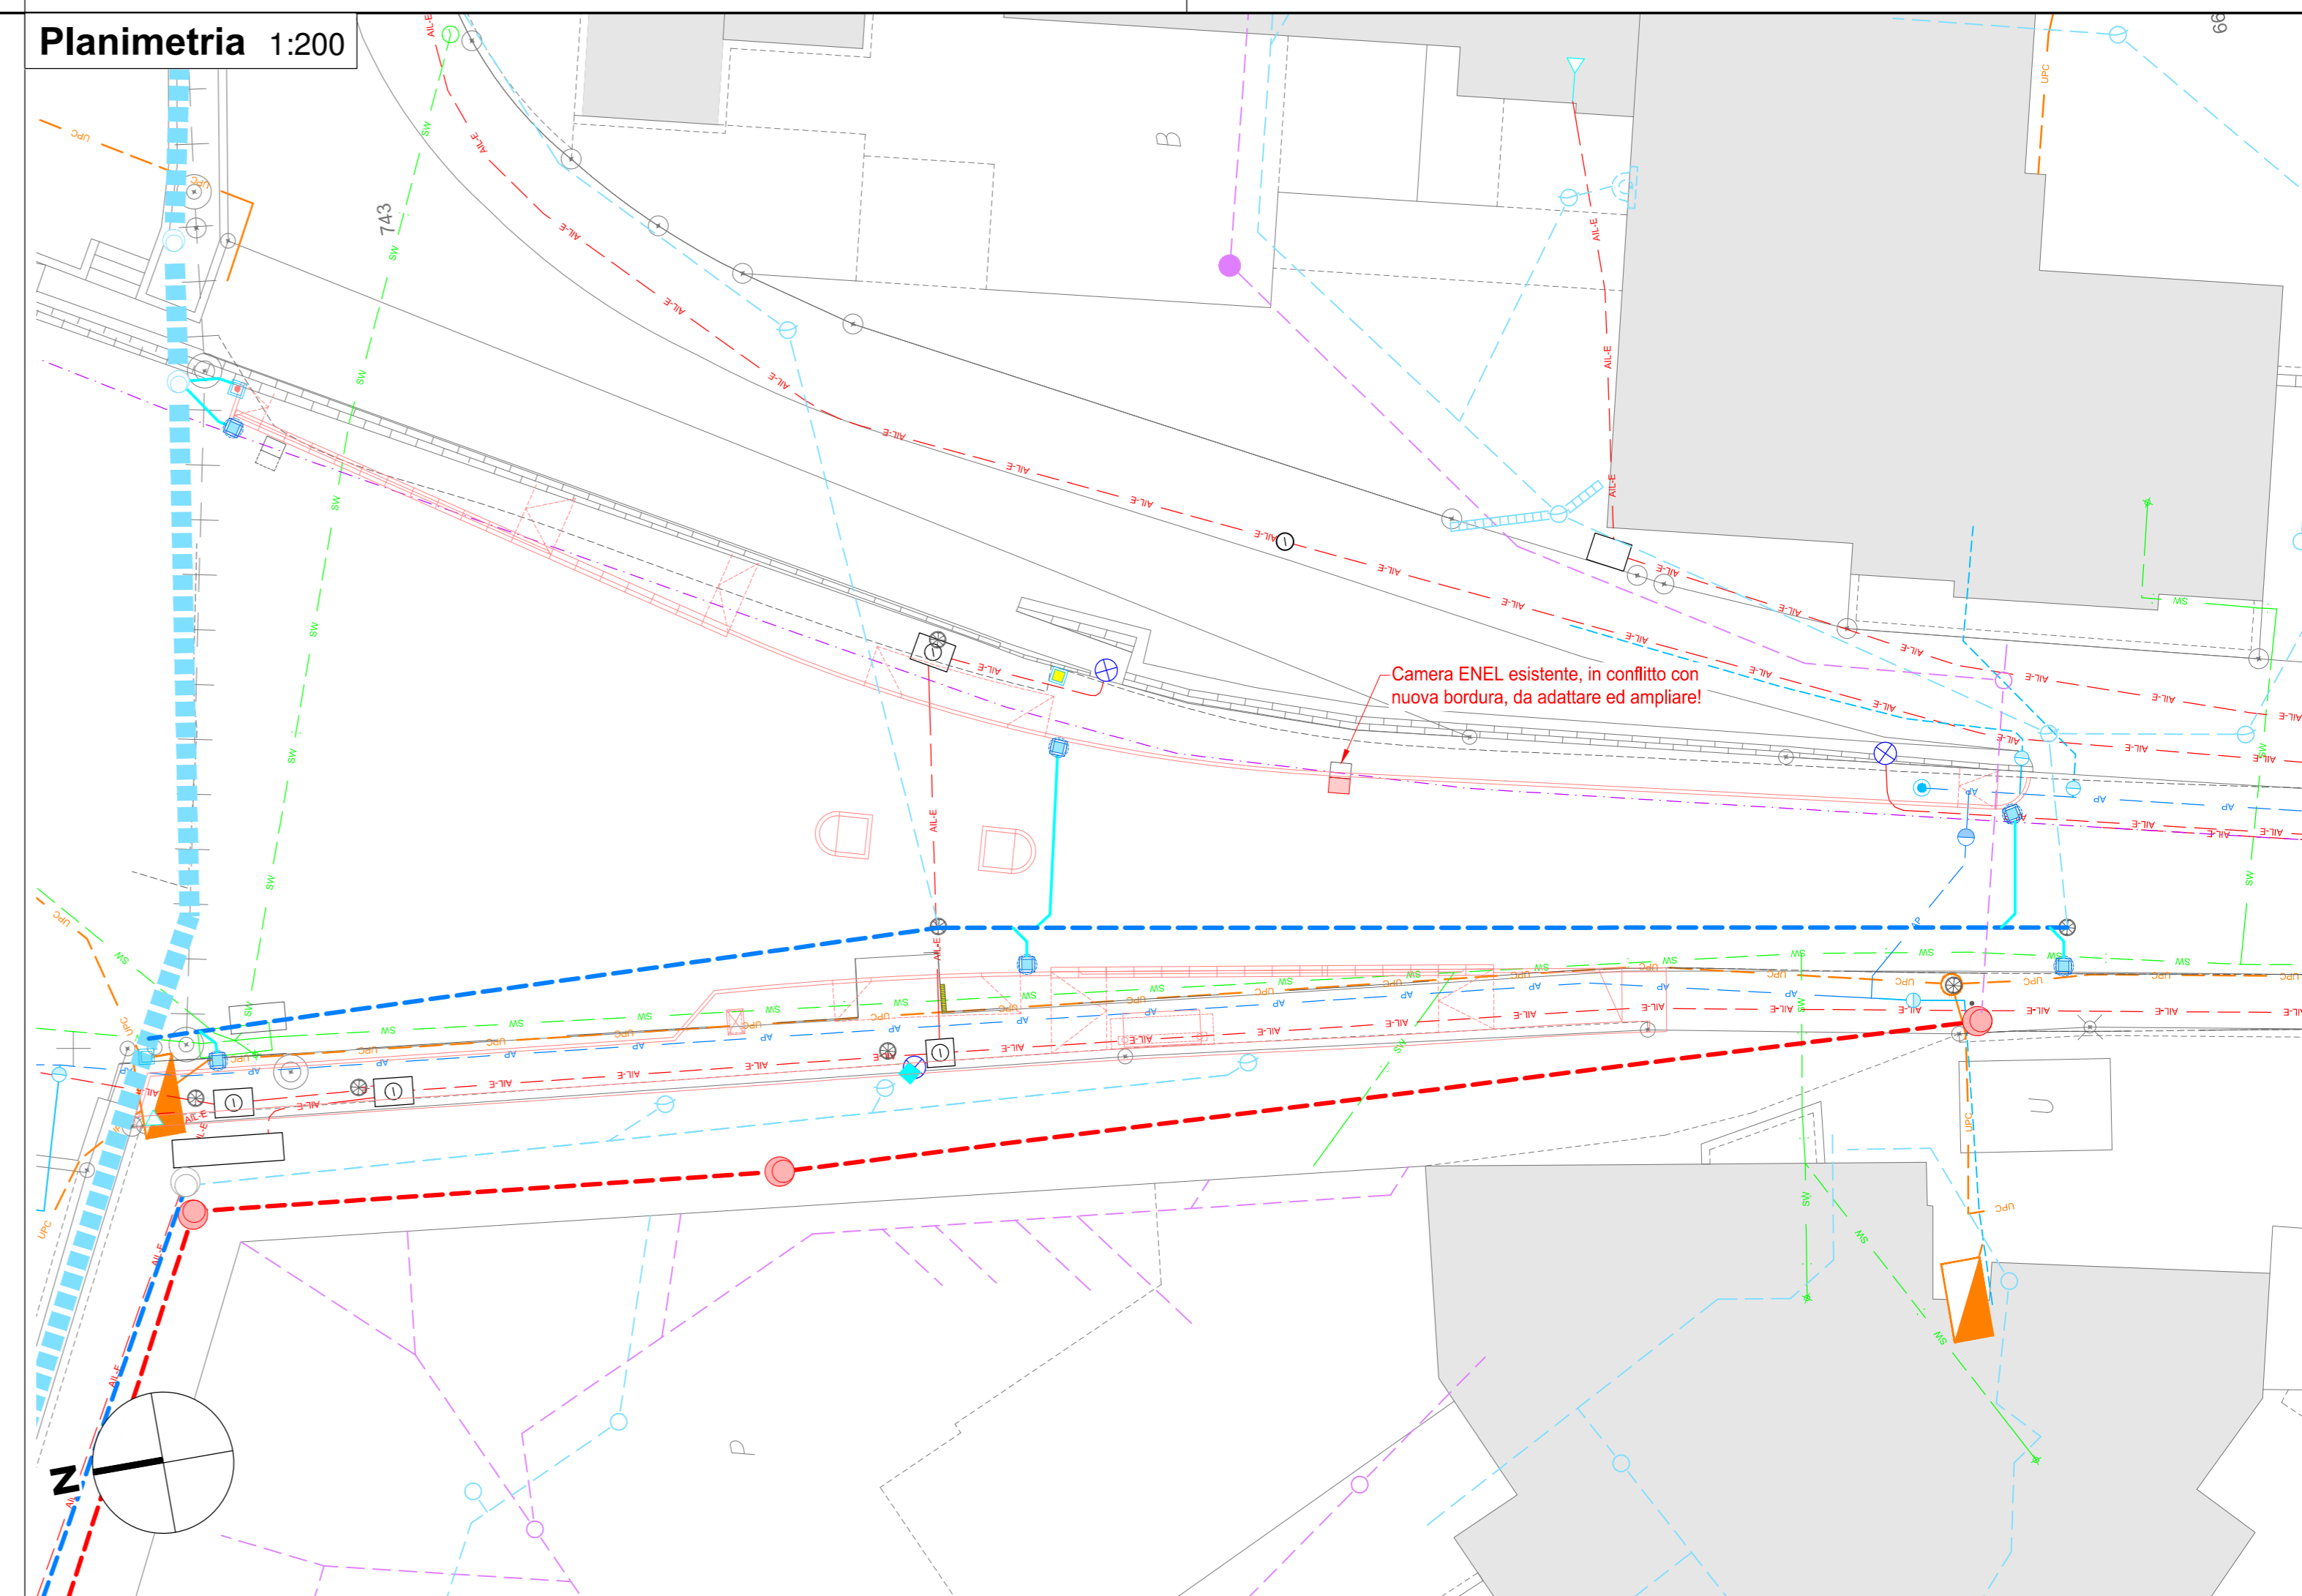 Planimetria 1:200
743
B
66
Camera ENEL esistente, in conflitto con
nuova bordura, da adattare ed ampliare!
AIL-E
SW
UPC
AP
P
U
N